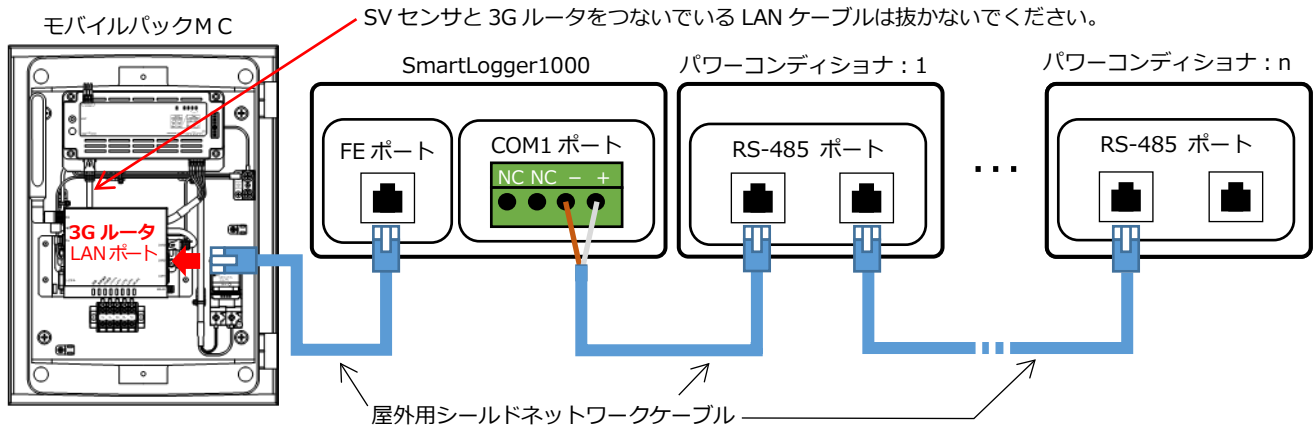 SV センサと 3G ルータをつないでいる LAN ケーブルは抜かないでください。
モバイルパックＭＣ
SmartLogger1000
パワーコンディショナ：1
パワーコンディショナ：n
FE ポート
COM1 ポート
RS-485 ポート
RS-485 ポート
NC NC － ＋
…
3G ルータ
LAN ポート
屋外用シールドネットワークケーブル